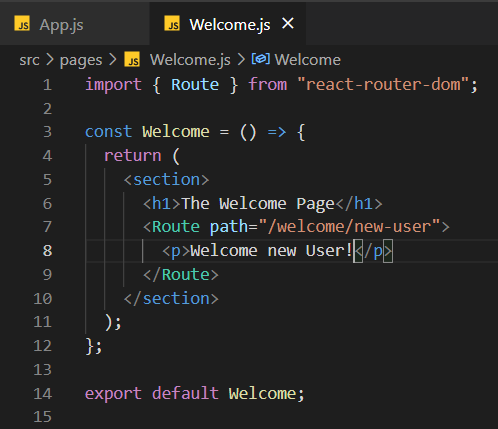 JS App.js JS Welcome.js ×
src > pages > JS Welcome.js > Welcome
1 import { Route } from "react-router-dom";
2
3 const Welcome = () => {
4   return (
5     <section>
6       <h1>The Welcome Page</h1>
7       <Route path="/welcome/new-user">
8         <p>Welcome new User!</p>
9       </Route>
10     </section>
11   );
12 };
13
14 export default Welcome;
15